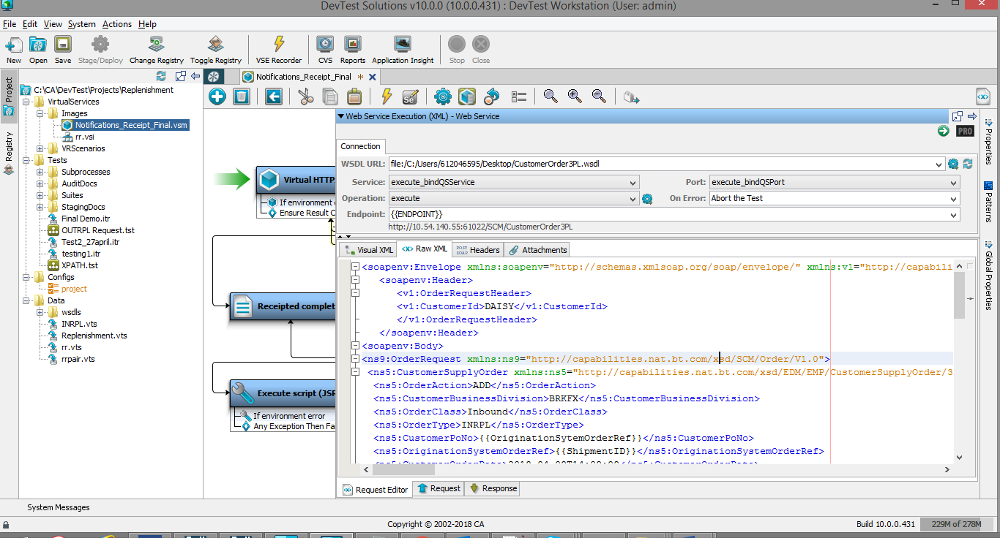 DevTest Solutions v10.0.0 (10.0.0.431) : DevTest Workstation (User: admin)
File Edit View System Actions Help
New Open Save Stage/Deploy Change Registry Toggle Registry VSE Recorder CVS Reports Application Insight Stop Close
Project
Registry
C:\CA\DevTest\Projects\Replenishment
VirtualServices
Images
Notifications_Receipt_Final.vsm
rr.vsi
VRScenarios
Tests
Subprocesses
AuditDocs
Suites
StagingDocs
Final Demo.itr
OUTRPL Request.tst
Test2_27april.itr
testing1.itr
XPATH.tst
Configs
project
Data
wsdls
INRPL.vts
Replenishment.vts
rr.vts
rrpair.vts
Notifications_Receipt_Final *
Virtual HTTP
If environment
Ensure Result C
Receipted complet
Execute script (JSR
If environment error
Any Exception Then Fa
Web Service Execution (XML) - Web Service
PRO
Connection
WSDL URL: file:/C:/Users/612046595/Desktop/CustomerOrder3PL.wsdl
Service: execute_bindQSService Port: execute_bindQSPort
Operation: execute On Error: Abort the Test
Endpoint: {{ENDPOINT}}
http://10.54.140.55:61022/SCM/CustomerOrder3PL
Visual XML Raw XML Headers Attachments
<soapenv:Envelope xmlns:soapenv="http://schemas.xmlsoap.org/soap/envelope/" xmlns:v1="http://capabili
<soapenv:Header>
<v1:OrderRequestHeader>
<v1:CustomerId>DAISY</v1:CustomerId>
</v1:OrderRequestHeader>
</soapenv:Header>
<soapenv:Body>
<ns9:OrderRequest xmlns:ns9="http://capabilities.nat.bt.com/xsd/SCM/Order/V1.0">
<ns5:CustomerSupplyOrder xmlns:ns5="http://capabilities.nat.bt.com/xsd/EDM/EMP/CustomerSupplyOrder/3
<ns5:OrderAction>ADD</ns5:OrderAction>
<ns5:CustomerBusinessDivision>BRKFX</ns5:CustomerBusinessDivision>
<ns5:OrderClass>Inbound</ns5:OrderClass>
<ns5:OrderType>INRPL</ns5:OrderType>
<ns5:CustomerPoNo>{{OriginationSytemOrderRef}}</ns5:CustomerPoNo>
<ns5:OriginationSystemOrderRef>{{ShipmentID}}</ns5:OriginationSystemOrderRef>
Request Editor Request Response
Properties
Patterns
Global Properties
System Messages
Copyright © 2002-2018 CA
Build 10.0.0.431
229M of 278M